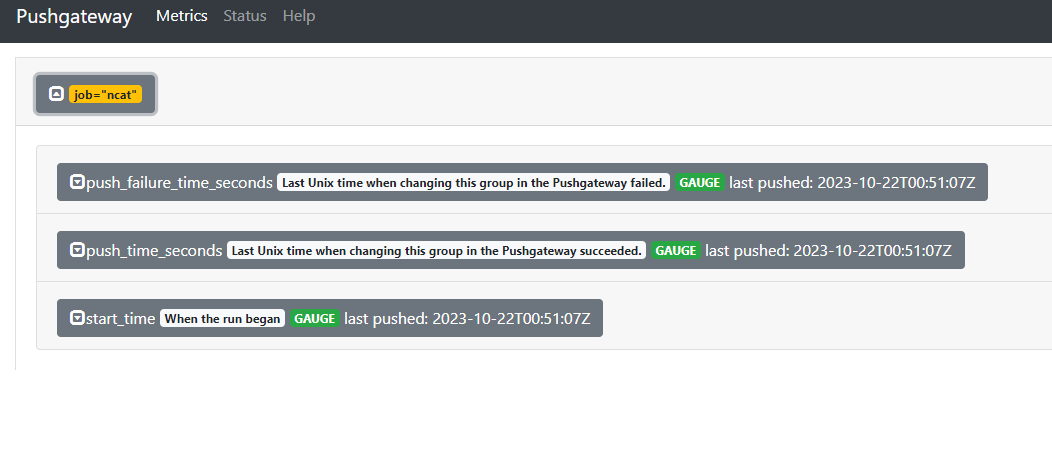 Pushgateway Metrics Status Help
job="ncat"
push_failure_time_seconds Last Unix time when changing this group in the Pushgateway failed. GAUGE last pushed: 2023-10-22T00:51:07Z
push_time_seconds Last Unix time when changing this group in the Pushgateway succeeded. GAUGE last pushed: 2023-10-22T00:51:07Z
start_time When the run began GAUGE last pushed: 2023-10-22T00:51:07Z